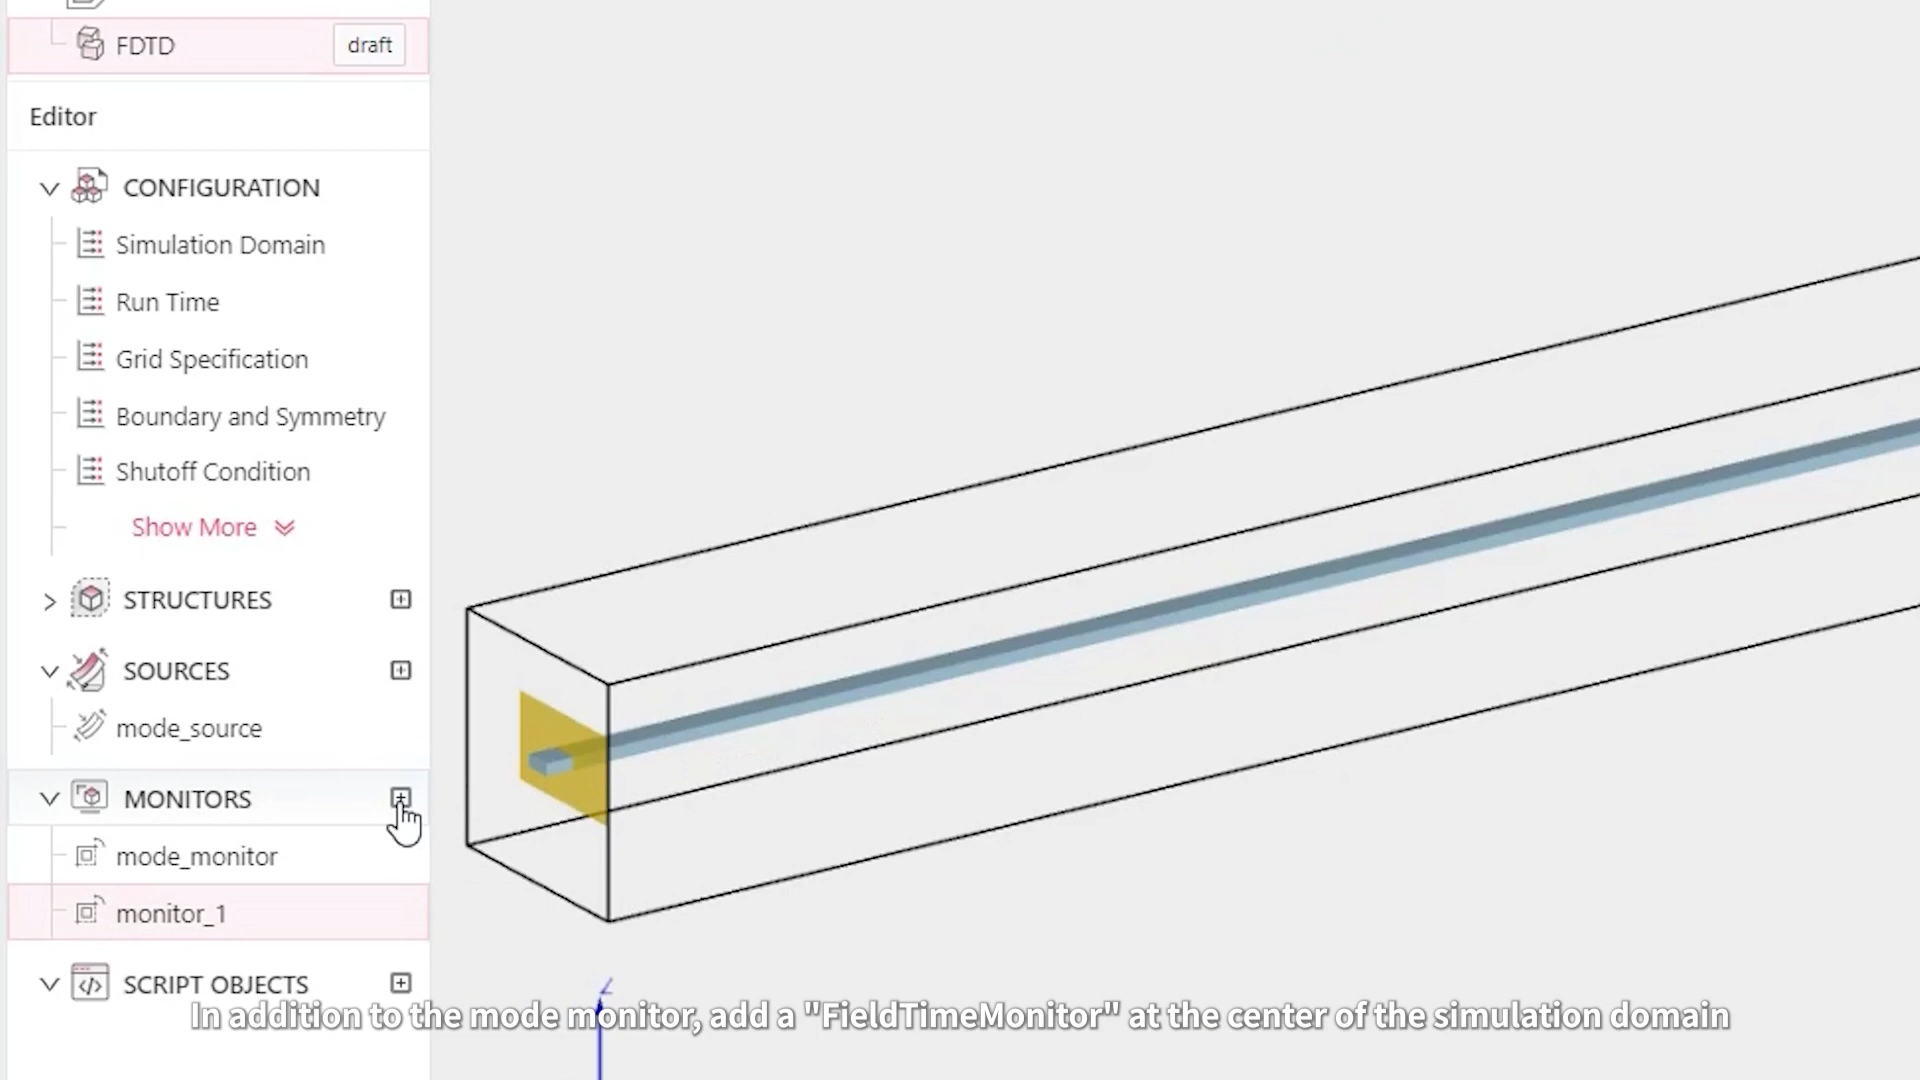 FDTD
draft
Editor
CONFIGURATION
Simulation Domain
Run Time
Grid Specification
Boundary and Symmetry
Shutoff Condition
Show More
STRUCTURES
SOURCES
mode_source
MONITORS
mode_monitor
monitor_1
SCRIPT OBJECTS
Z
In addition to the mode monitor, add a "FieldTimeMonitor" at the center of the simulation domain